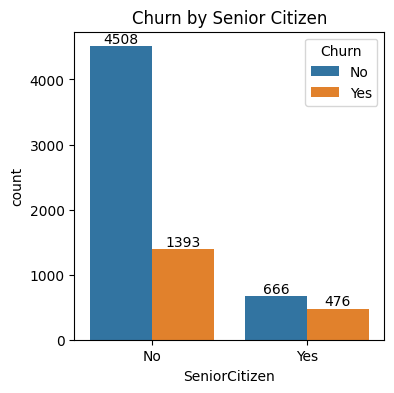 Churn by Senior Citizen
4508
1393
666
476
Churn
No
Yes
count
4000
3000
2000
1000
0
No
Yes
SeniorCitizen